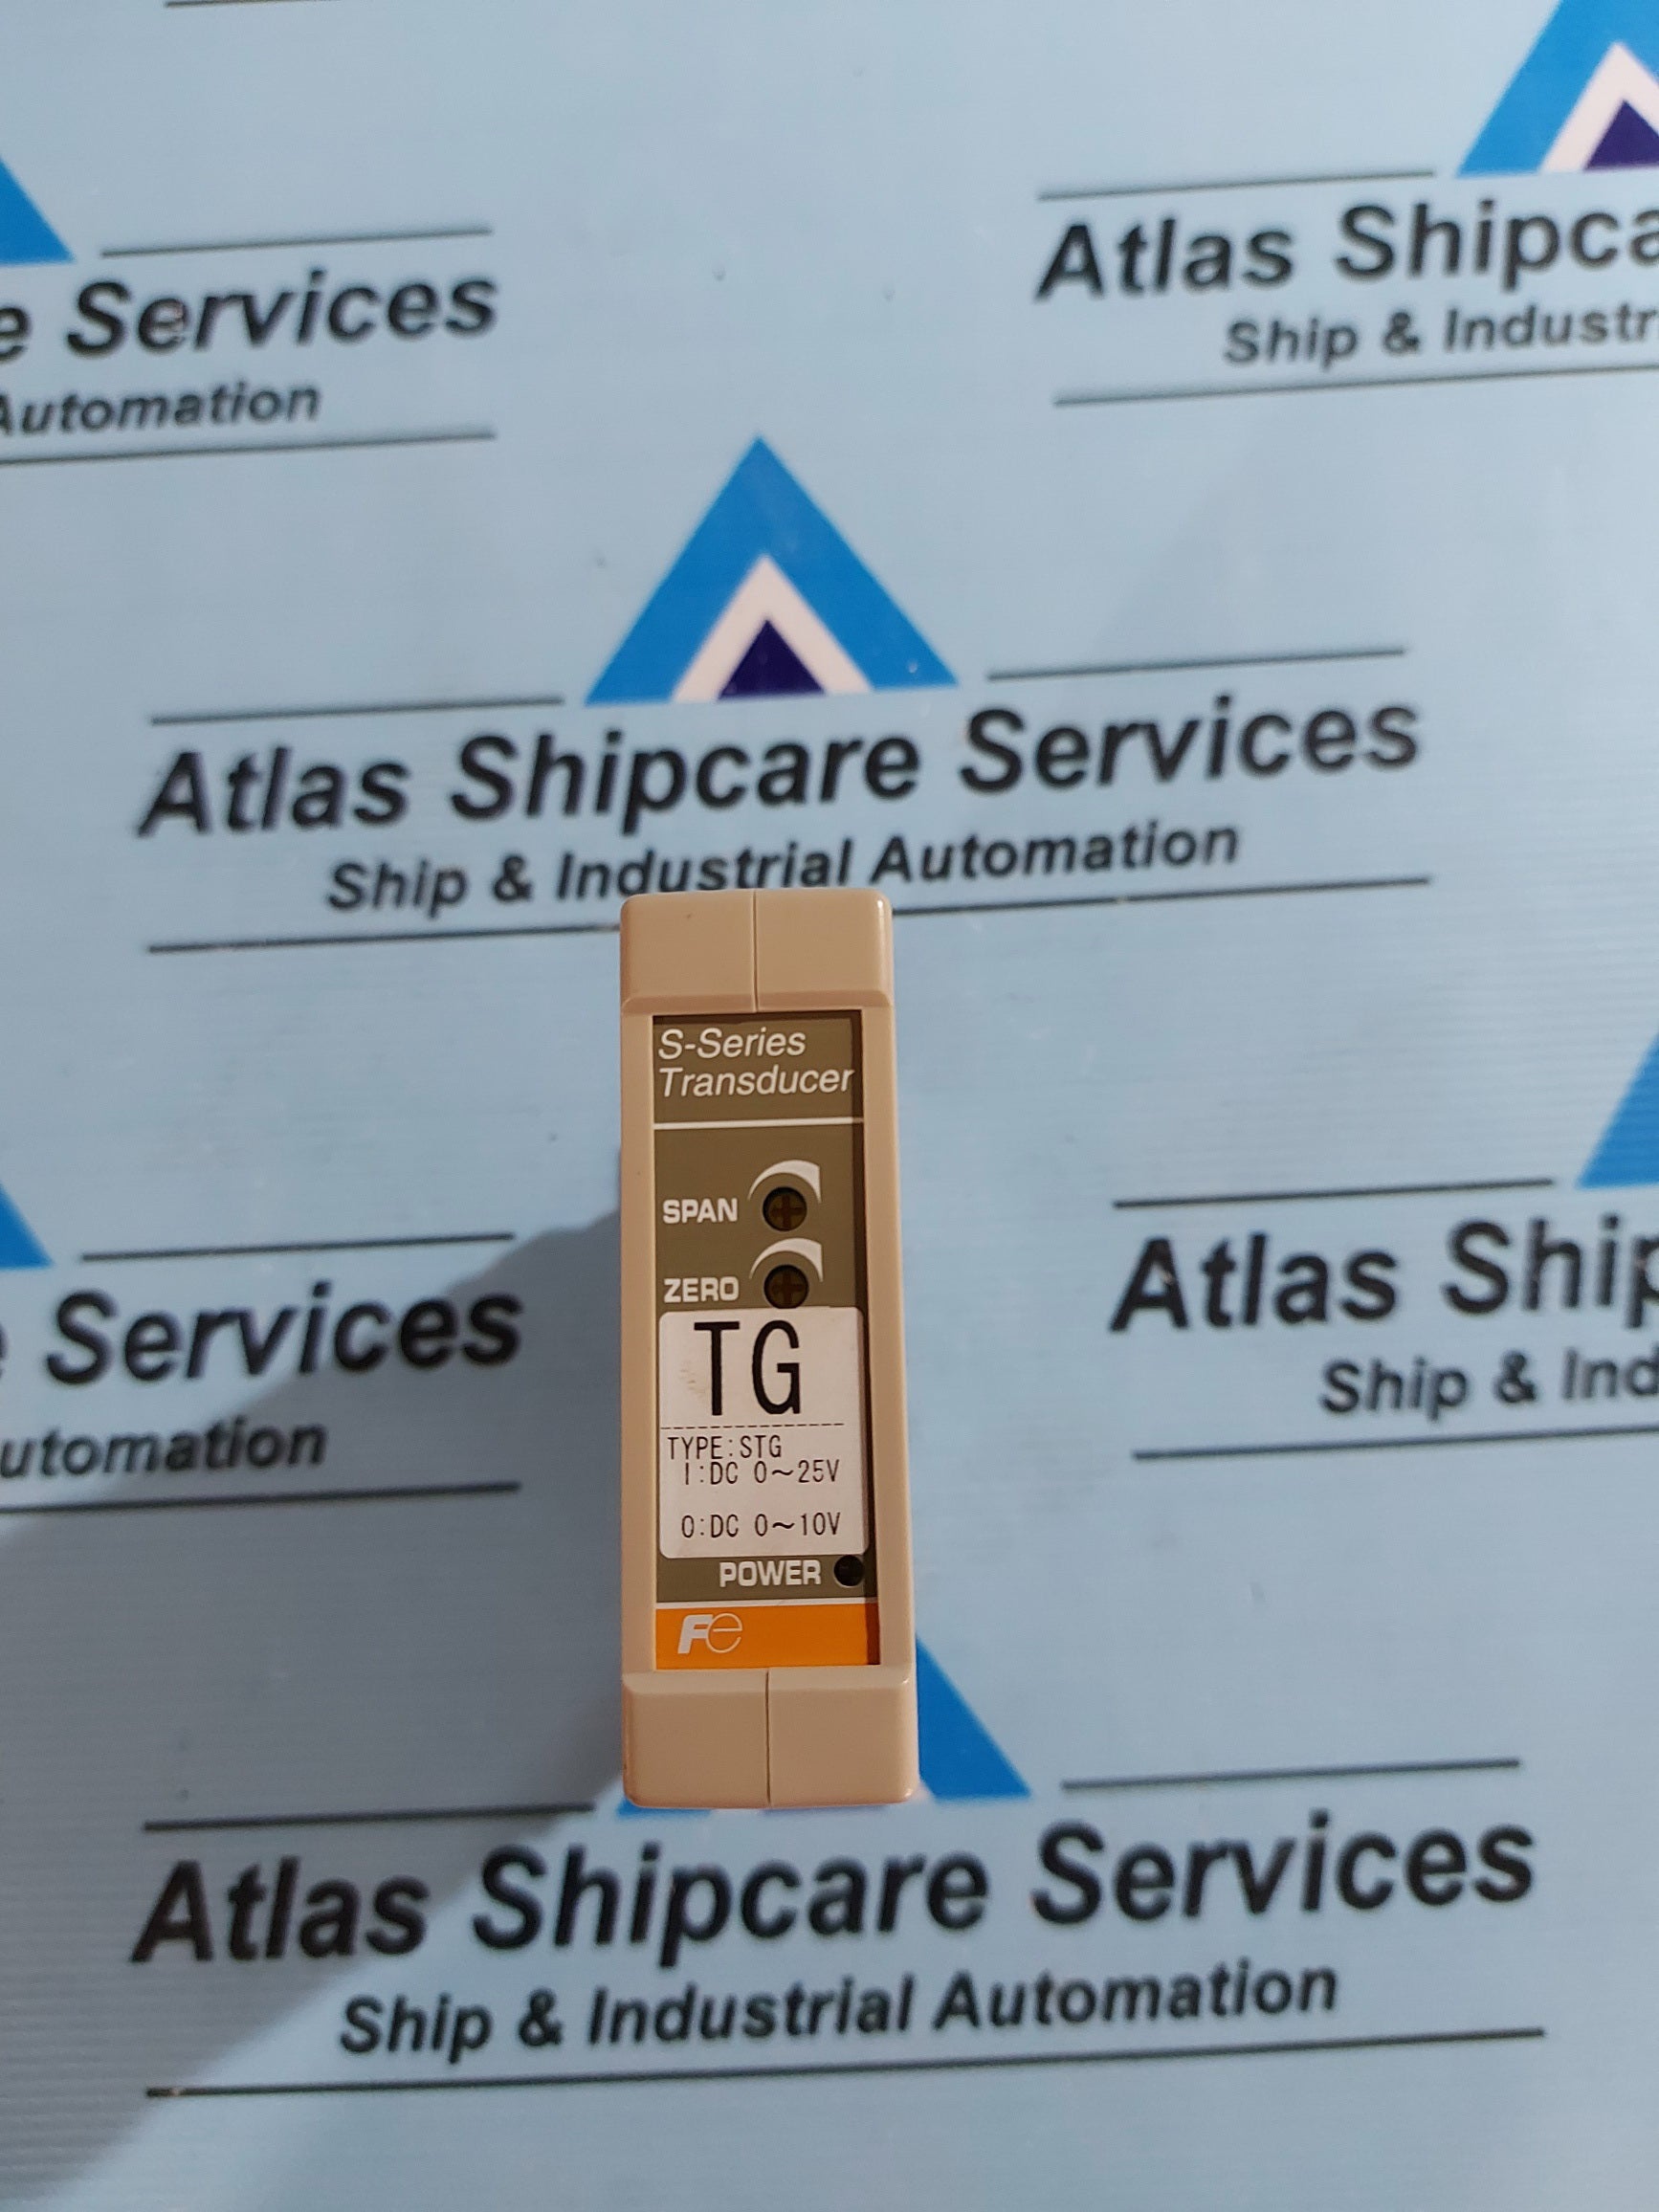 Atlas Shipca
Ship & Industr
e Services
Automation
Atlas Shipcare Services
Ship & Industrial Automation
S-Series
Transducer
SPAN
ZERO
TG
TYPE:STG
I:DC 0~25V
O:DC 0~10V
POWER
Fe
e Services
utomation
Atlas Ship
Ship & Ind
Atlas Shipcare Services
Ship & Industrial Automation